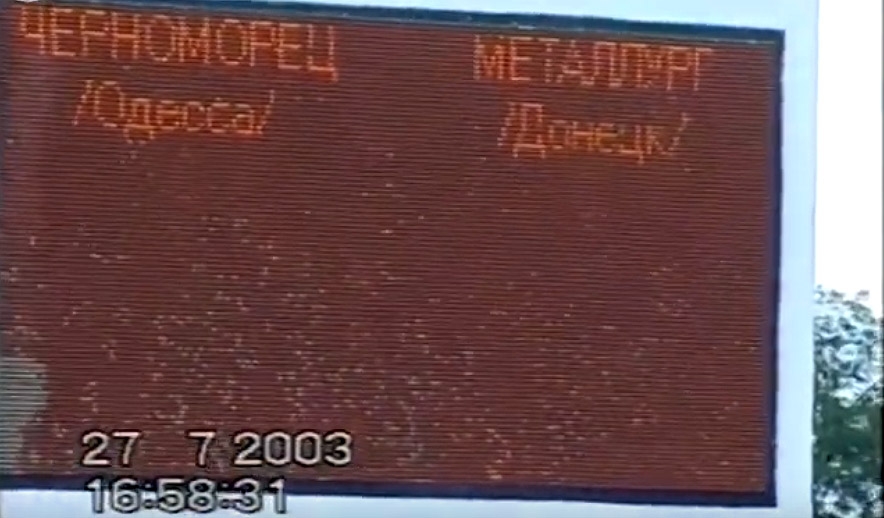 ЧЕРНОМОРЕЦ
/Одесса/
МЕТАЛЛУРГ
/Донецк/
27 7 2003
16:58:31